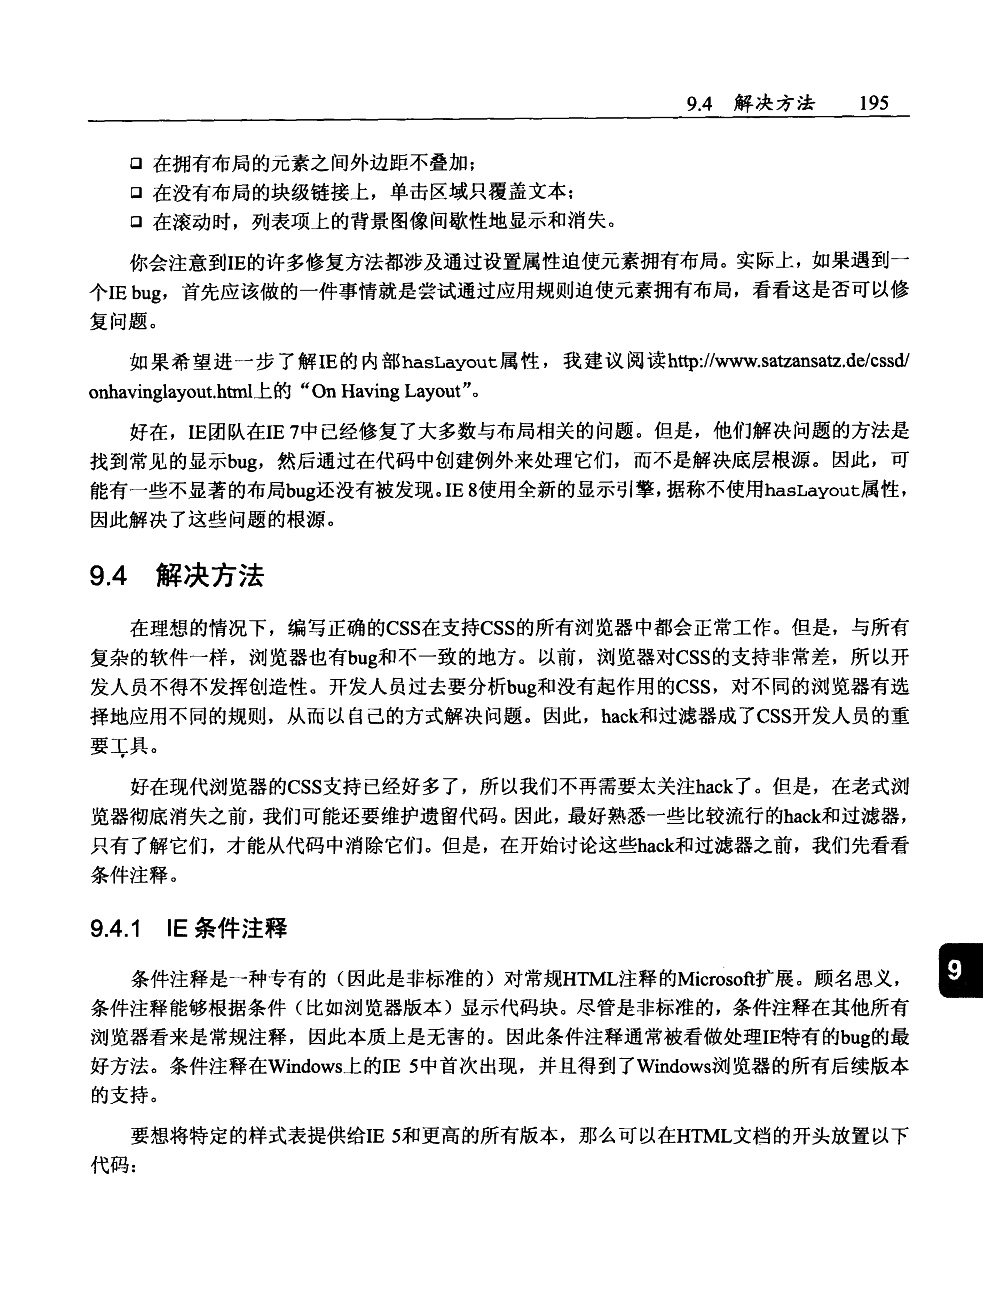 9.4 解决方法 195
□ 在拥有布局的元素之间外边距不叠加；
□ 在没有布局的块级链接上，单击区域只覆盖文本；
□ 在滚动时，列表项上的背景图像间歇性地显示和消失。
你会注意到IE的许多修复方法都涉及通过设置属性迫使元素拥有布局。实际上，如果遇到一
个IE bug，首先应该做的一件事情就是尝试通过应用规则迫使元素拥有布局，看看这是否可以修
复问题。
如果希望进一步了解IE的内部hasLayout属性，我建议阅读http://www.satzansatz.de/cssd/
onhavinglayout.html上的“On Having Layout”。
好在，IE团队在IE 7中已经修复了大多数与布局相关的问题。但是，他们解决问题的方法是
找到常见的显示bug，然后通过在代码中创建例外来处理它们，而不是解决底层根源。因此，可
能有一些不显著的布局bug还没有被发现。IE 8使用全新的显示引擎，据称不使用hasLayout属性，
因此解决了这些问题的根源。
9.4 解决方法
在理想的情况下，编写正确的CSS在支持CSS的所有浏览器中都会正常工作。但是，与所有
复杂的软件一样，浏览器也有bug和不一致的地方。以前，浏览器对CSS的支持非常差，所以开
发人员不得不发挥创造性。开发人员过去要分析bug和没有起作用的CSS，对不同的浏览器有选
择地应用不同的规则，从而以自己的方式解决问题。因此，hack和过滤器成了CSS开发人员的重
要工具。
好在现代浏览器的CSS支持已经好多了，所以我们不再需要太关注hack了。但是，在老式浏
览器彻底消失之前，我们可能还要维护遗留代码。因此，最好熟悉一些比较流行的hack和过滤器，
只有了解它们，才能从代码中消除它们。但是，在开始讨论这些hack和过滤器之前，我们先看看
条件注释。
9.4.1 IE 条件注释
条件注释是一种专有的（因此是非标准的）对常规HTML注释的Microsoft扩展。顾名思义，
条件注释能够根据条件（比如浏览器版本）显示代码块。尽管是非标准的，条件注释在其他所有
浏览器看来是常规注释，因此本质上是无害的。因此条件注释通常被看做处理IE特有的bug的最
好方法。条件注释在Windows上的IE 5中首次出现，并且得到了Windows浏览器的所有后续版本
的支持。
要想将特定的样式表提供给IE 5和更高的所有版本，那么可以在HTML文档的开头放置以下
代码：
9